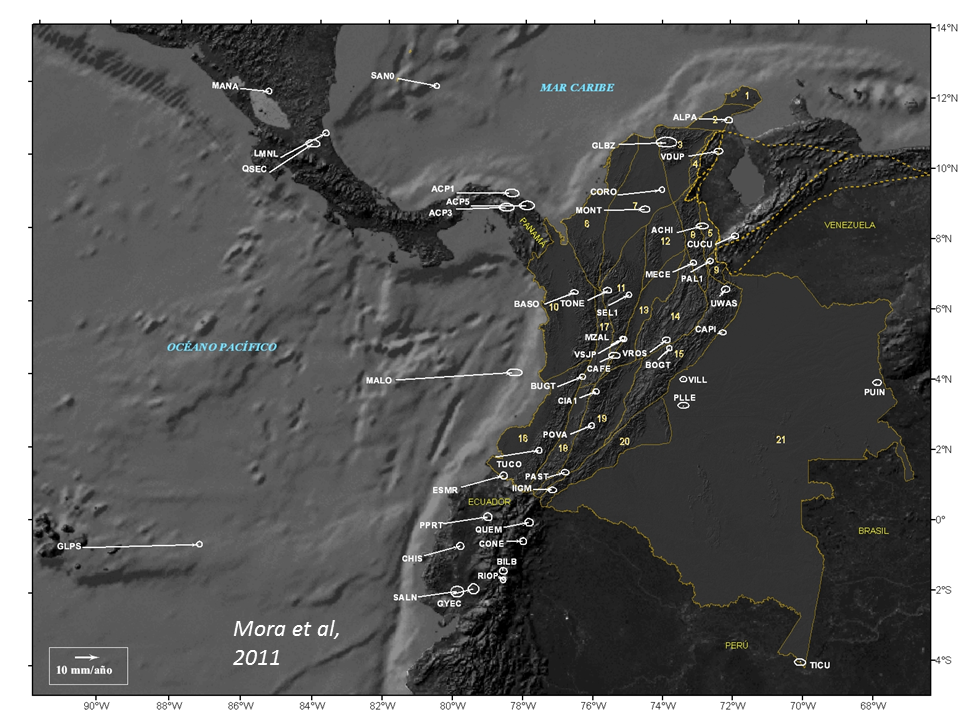 14°N
SAN0
MANA
MAR CARIBE
1
12°N
ALPA
2
LMNL
QSEC
GLBZ
3
VDUP
4
10°N
ACP1
ACP5
ACP3
CORO
MONT
7
PANAMÁ
6
ACHI
8
5
12
CUCU
VENEZUELA
8°N
MECE
PAL1
9
BASO
10
TONE
11
SEL1
13
14
UWAS
6°N
OCÉANO PACÍFICO
17
MZAL
VSJP
VROS
CAPI
15
CAFE
BOGT
MALO
BUGT
VILL
4°N
CIA1
PLLE
PUIN
POVA
19
16
18
20
21
2°N
TUCO
PAST
ESMR
IIGM
ECUADOR
PPRT
QUEM
BRASIL
0°
GLPS
CHIS
CONE
BILB
RIOP
SALN
GYEC
2°S
Mora et al,
2011
PERÚ
10 mm/año
TICU
4°S
90°W
88°W
86°W
84°W
82°W
80°W
78°W
76°W
74°W
72°W
70°W
68°W